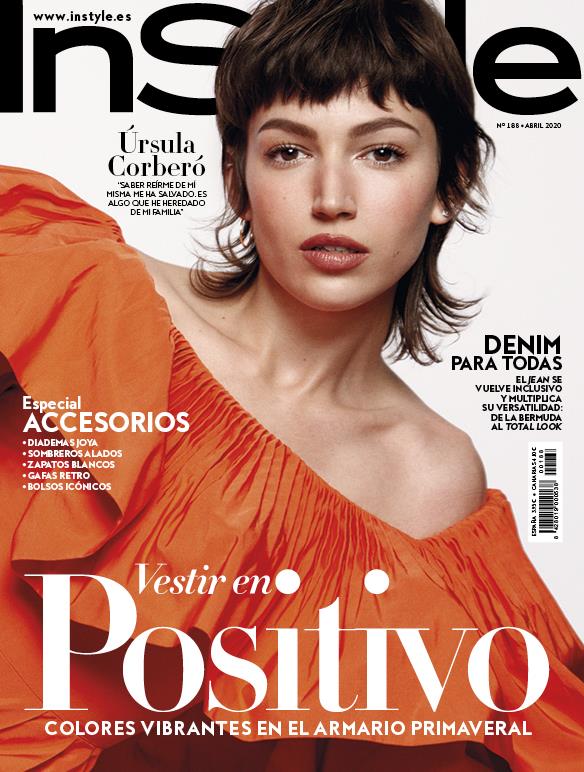 www.instyle.es
InStyle
Nº 188 • ABRIL 2020
Úrsula
Corberó
"SABER REÍRME DE MÍ
MISMA ME HA SALVADO. ES
ALGO QUE HE HEREDADO
DE MI FAMILIA"
DENIM
PARA TODAS
EL JEAN SE
VUELVE INCLUSIVO
Y MULTIPLICA
SU VERSATILIDAD:
DE LA BERMUDA
AL TOTAL LOOK
Especial
ACCESORIOS
• DIADEMAS JOYA
• SOMBREROS ALADOS
• ZAPATOS BLANCOS
• GAFAS RETRO
• BOLSOS ICÓNICOS
00188
Vestir en
Positivo
COLORES VIBRANTES EN EL ARMARIO PRIMAVERAL